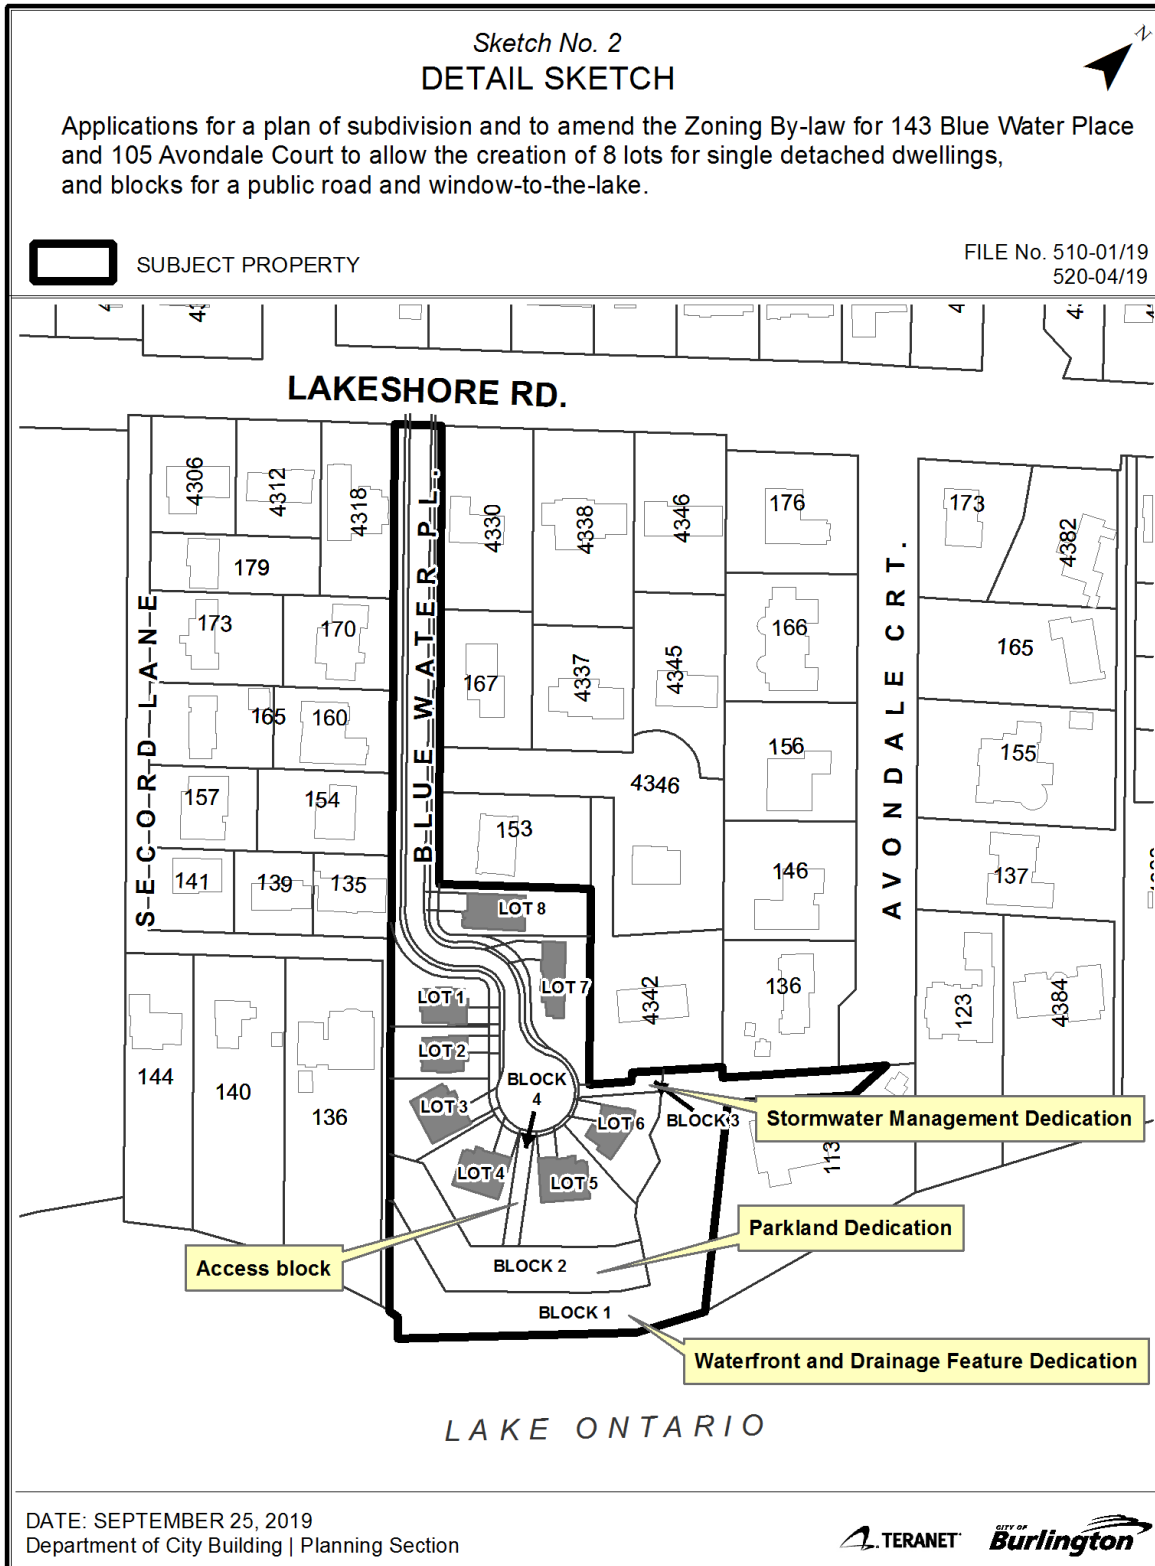 Sketch No. 2
DETAIL SKETCH
N
Applications for a plan of subdivision and to amend the Zoning By-law for 143 Blue Water Place
and 105 Avondale Court to allow the creation of 8 lots for single detached dwellings,
and blocks for a public road and window-to-the-lake.
SUBJECT PROPERTY
FILE No. 510-01/19
520-04/19
LAKESHORE RD.
SECORD LANE
BLUE WATER PL.
AVONDALE CRT.
4306
4312
4318
4330
4338
4346
176
173
4382
179
173
170
167
4337
4345
166
165
165
160
156
155
4346
157
154
153
146
137
141
139
135
LOT 8
LOT 7
LOT 1
4342
136
123
4384
LOT 2
144
140
136
BLOCK
4
LOT 3
LOT 6
BLOCK 3
Stormwater Management Dedication
113
LOT 4
LOT 5
Parkland Dedication
Access block
BLOCK 2
BLOCK 1
Waterfront and Drainage Feature Dedication
LAKE ONTARIO
DATE: SEPTEMBER 25, 2019
Department of City Building | Planning Section
TERANET
CITY OF
Burlington